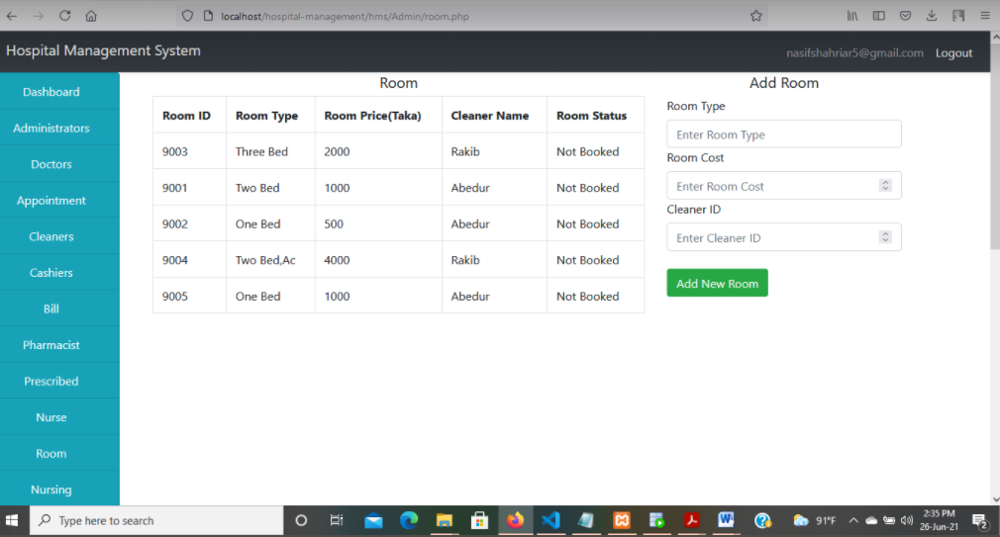 localhost/hospital-management/hms/Admin/room.php
Hospital Management System
nasifshahriar5@gmail.com Logout
Dashboard
Administrators
Doctors
Appointment
Cleaners
Cashiers
Bill
Pharmacist
Prescribed
Nurse
Room
Nursing
Room
Room ID Room Type Room Price(Taka) Cleaner Name Room Status
9003 Three Bed 2000 Rakib Not Booked
9001 Two Bed 1000 Abedur Not Booked
9002 One Bed 500 Abedur Not Booked
9004 Two Bed,Ac 4000 Rakib Not Booked
9005 One Bed 1000 Abedur Not Booked
Add Room
Room Type
Enter Room Type
Room Cost
Enter Room Cost
Cleaner ID
Enter Cleaner ID
Add New Room
Type here to search
91°F
2:35 PM
26-Jun-21
2